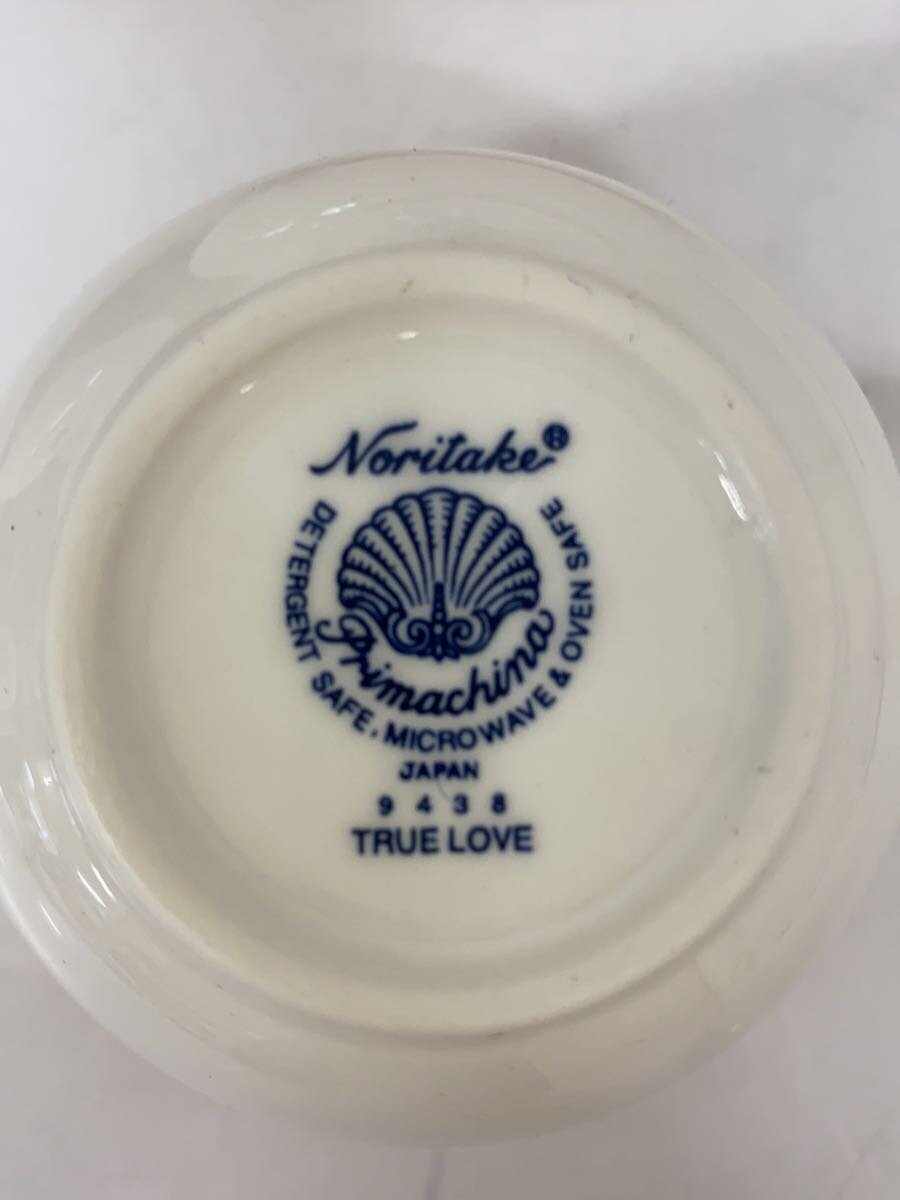 Noritake®
Primachina
DETERGENT SAFE, MICROWAVE & OVEN SAFE
JAPAN
9438
TRUE LOVE